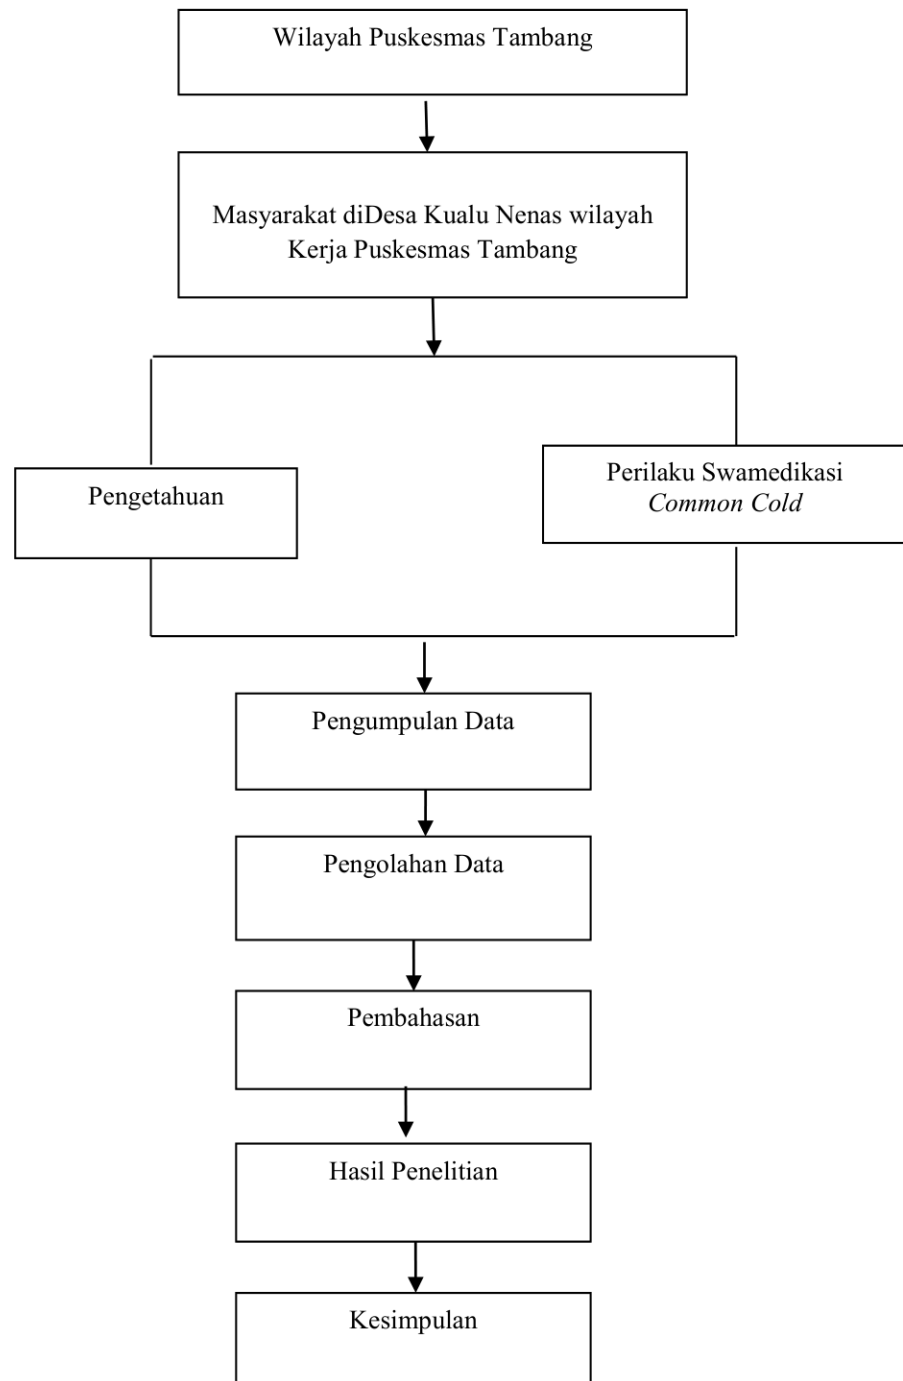 Wilayah Puskesmas Tambang
Masyarakat diDesa Kualu Nenas wilayah
Kerja Puskesmas Tambang
Pengetahuan
Perilaku Swamedikasi
Common Cold
Pengumpulan Data
Pengolahan Data
Pembahasan
Hasil Penelitian
Kesimpulan